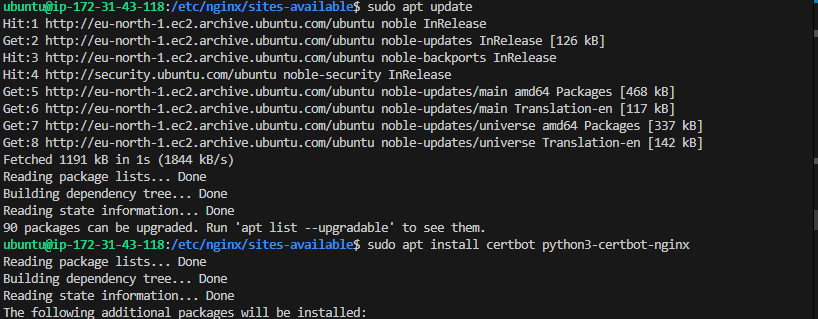 ubuntu@ip-172-31-43-118:/etc/nginx/sites-available$ sudo apt update
Hit:1 http://eu-north-1.ec2.archive.ubuntu.com/ubuntu noble InRelease
Get:2 http://eu-north-1.ec2.archive.ubuntu.com/ubuntu noble-updates InRelease [126 kB]
Hit:3 http://eu-north-1.ec2.archive.ubuntu.com/ubuntu noble-backports InRelease
Hit:4 http://security.ubuntu.com/ubuntu noble-security InRelease
Get:5 http://eu-north-1.ec2.archive.ubuntu.com/ubuntu noble-updates/main amd64 Packages [468 kB]
Get:6 http://eu-north-1.ec2.archive.ubuntu.com/ubuntu noble-updates/main Translation-en [117 kB]
Get:7 http://eu-north-1.ec2.archive.ubuntu.com/ubuntu noble-updates/universe amd64 Packages [337 kB]
Get:8 http://eu-north-1.ec2.archive.ubuntu.com/ubuntu noble-updates/universe Translation-en [142 kB]
Fetched 1191 kB in 1s (1844 kB/s)
Reading package lists... Done
Building dependency tree... Done
Reading state information... Done
90 packages can be upgraded. Run 'apt list --upgradable' to see them.
ubuntu@ip-172-31-43-118:/etc/nginx/sites-available$ sudo apt install certbot python3-certbot-nginx
Reading package lists... Done
Building dependency tree... Done
Reading state information... Done
The following additional packages will be installed: